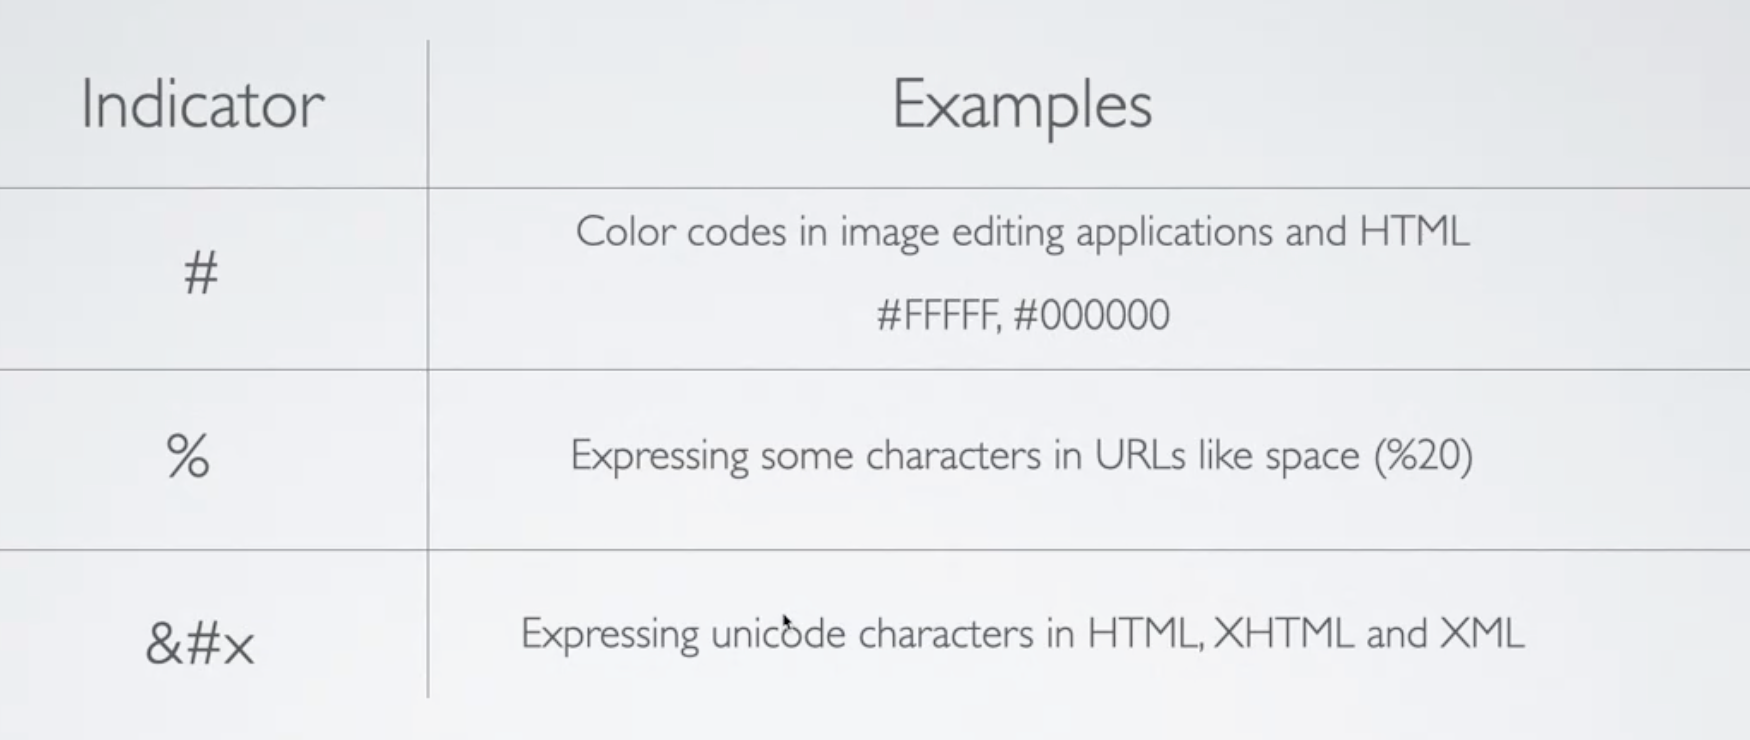 Indicator
Examples
#
Color codes in image editing applications and HTML
#FFFFF, #000000
%
Expressing some characters in URLs like space (%20)
&#x
Expressing unicode characters in HTML, XHTML and XML